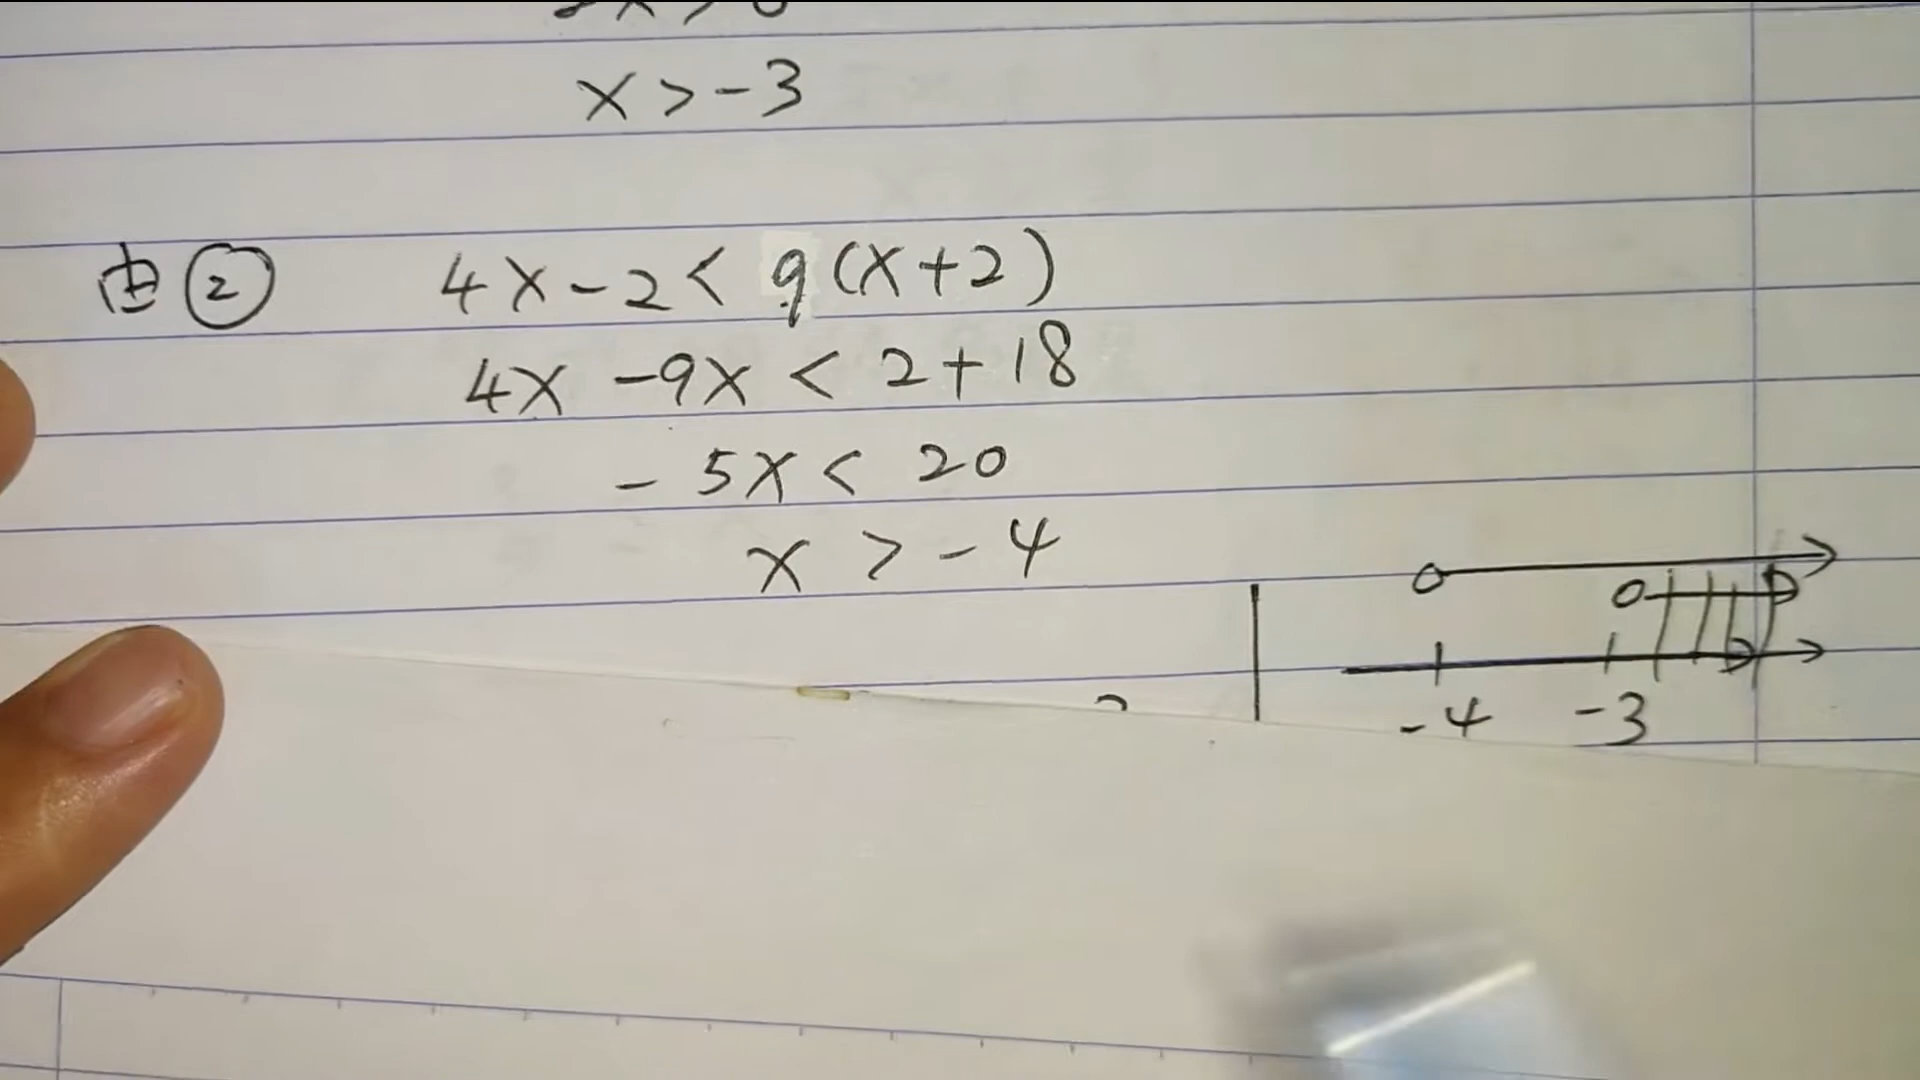 x > -3
由② 4x - 2 < 9(x + 2)
4x - 9x < 2 + 18
- 5x < 20
x > - 4
-4 -3